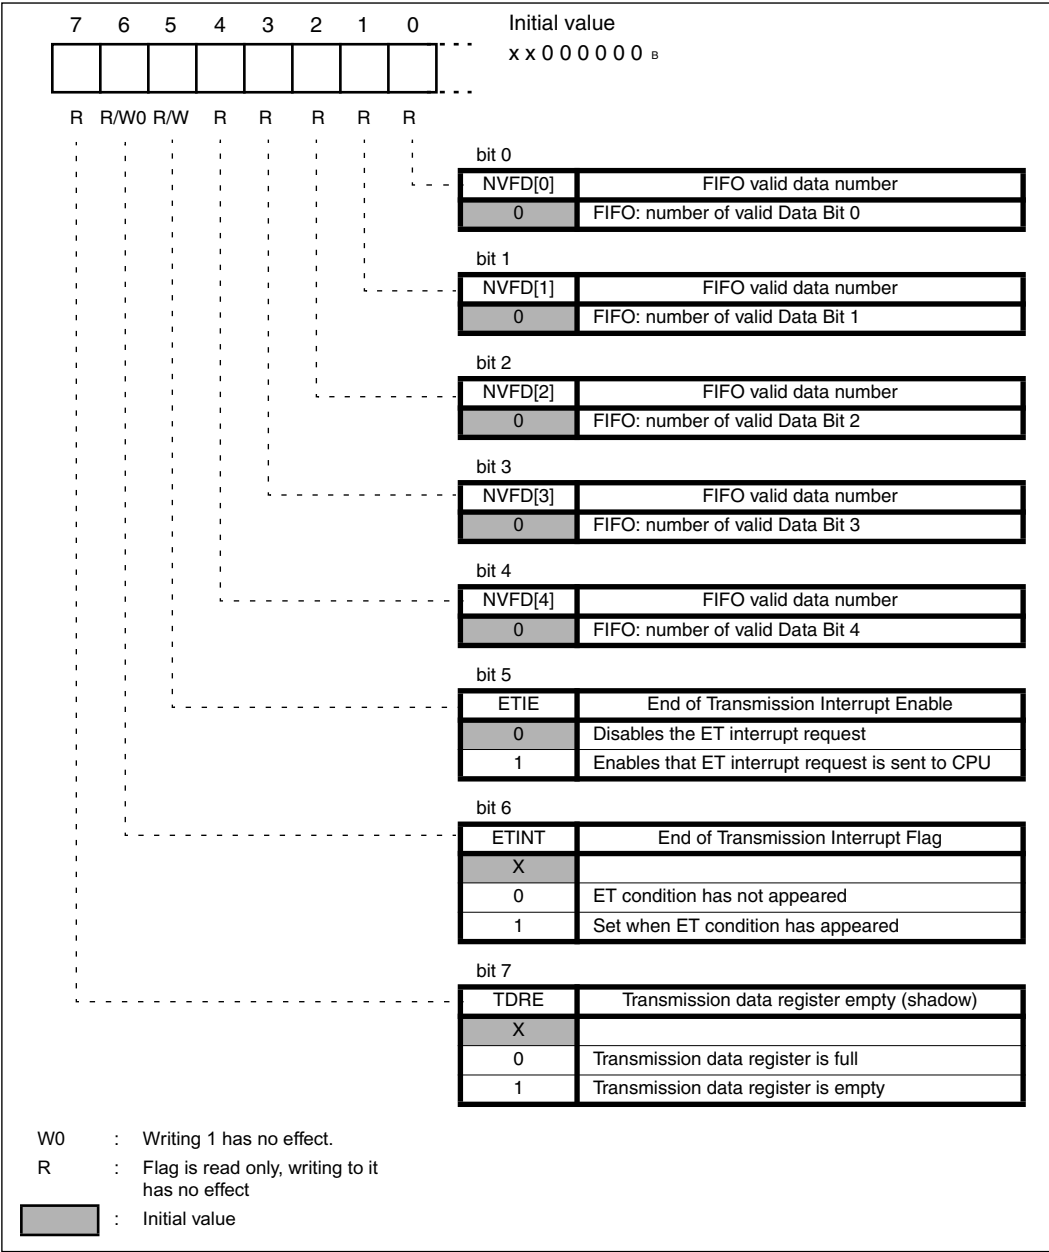 7 6 5 4 3 2 1 0 Initial value
x x 0 0 0 0 0 0 B
R R/W0 R/W R R R R R
bit 0
NVFD[0] FIFO valid data number
0 FIFO: number of valid Data Bit 0
bit 1
NVFD[1] FIFO valid data number
0 FIFO: number of valid Data Bit 1
bit 2
NVFD[2] FIFO valid data number
0 FIFO: number of valid Data Bit 2
bit 3
NVFD[3] FIFO valid data number
0 FIFO: number of valid Data Bit 3
bit 4
NVFD[4] FIFO valid data number
0 FIFO: number of valid Data Bit 4
bit 5
ETIE End of Transmission Interrupt Enable
0 Disables the ET interrupt request
1 Enables that ET interrupt request is sent to CPU
bit 6
ETINT End of Transmission Interrupt Flag
X
0 ET condition has not appeared
1 Set when ET condition has appeared
bit 7
TDRE Transmission data register empty (shadow)
X
0 Transmission data register is full
1 Transmission data register is empty
W0 : Writing 1 has no effect.
R : Flag is read only, writing to it
has no effect
: Initial value